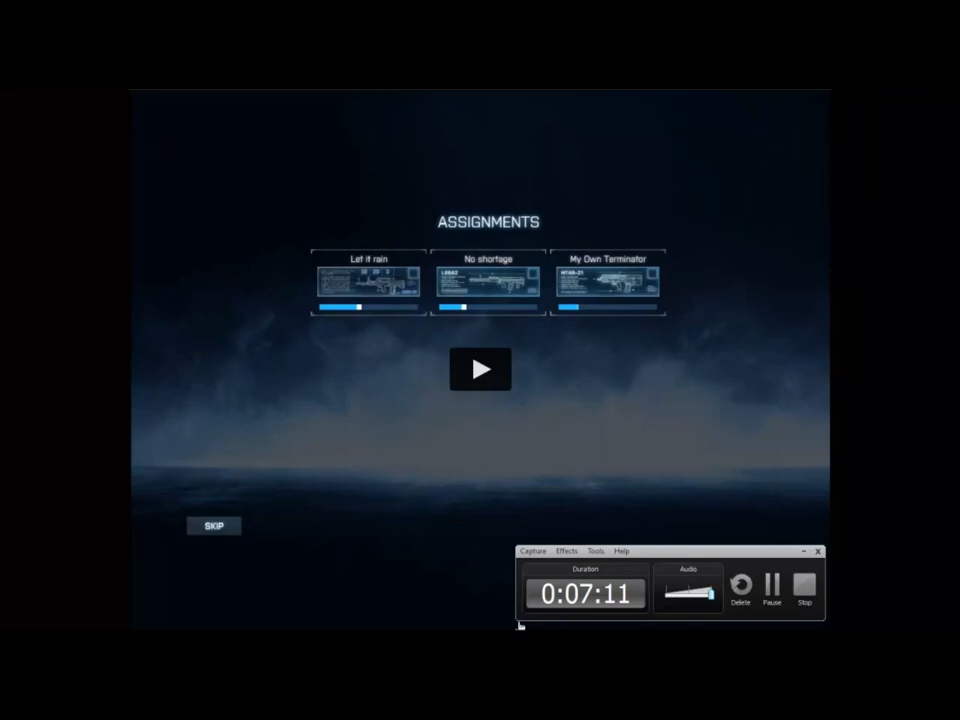 ASSIGNMENTS
Let it rain
No shortage
My Own Terminator
L86A2
MTAR-21
SKIP
Capture Effects Tools Help
Duration
Audio
0:07:11
Delete
Pause
Stop